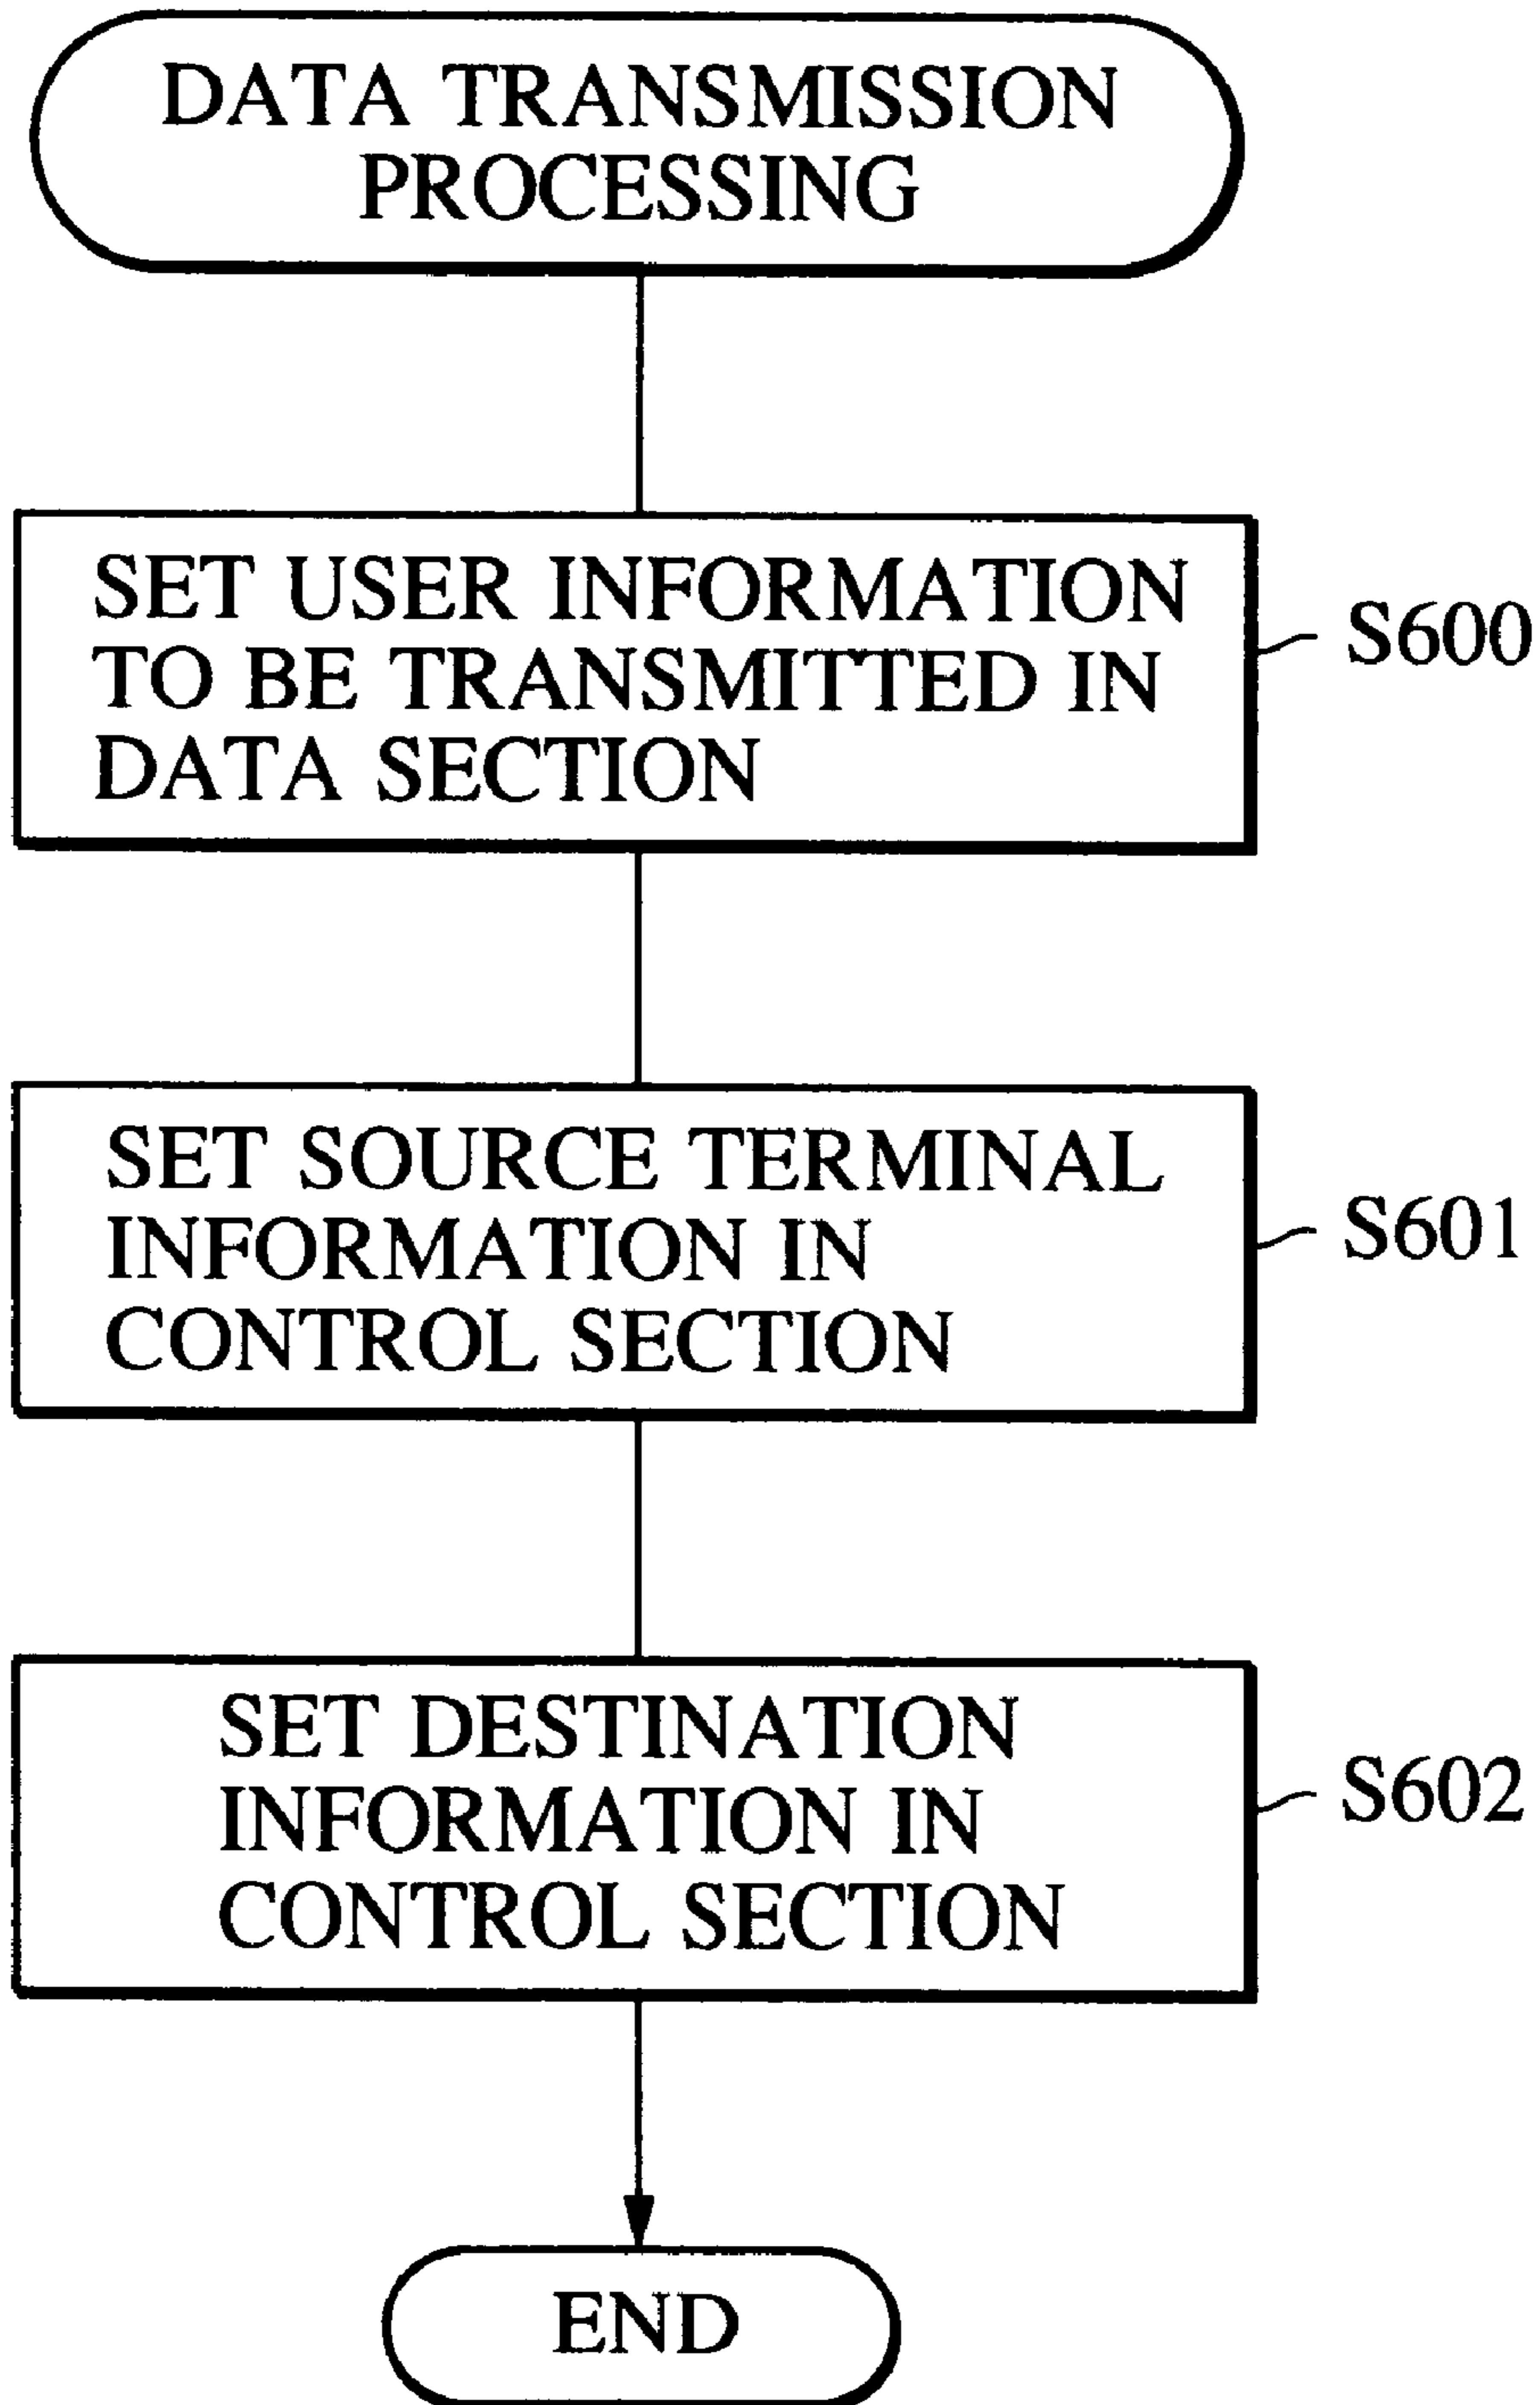 DATA TRANSMISSION
PROCESSING
SET USER INFORMATION
TO BE TRANSMITTED IN
DATA SECTION
S600
SET SOURCE TERMINAL
INFORMATION IN
CONTROL SECTION
S601
SET DESTINATION
INFORMATION IN
CONTROL SECTION
S602
END